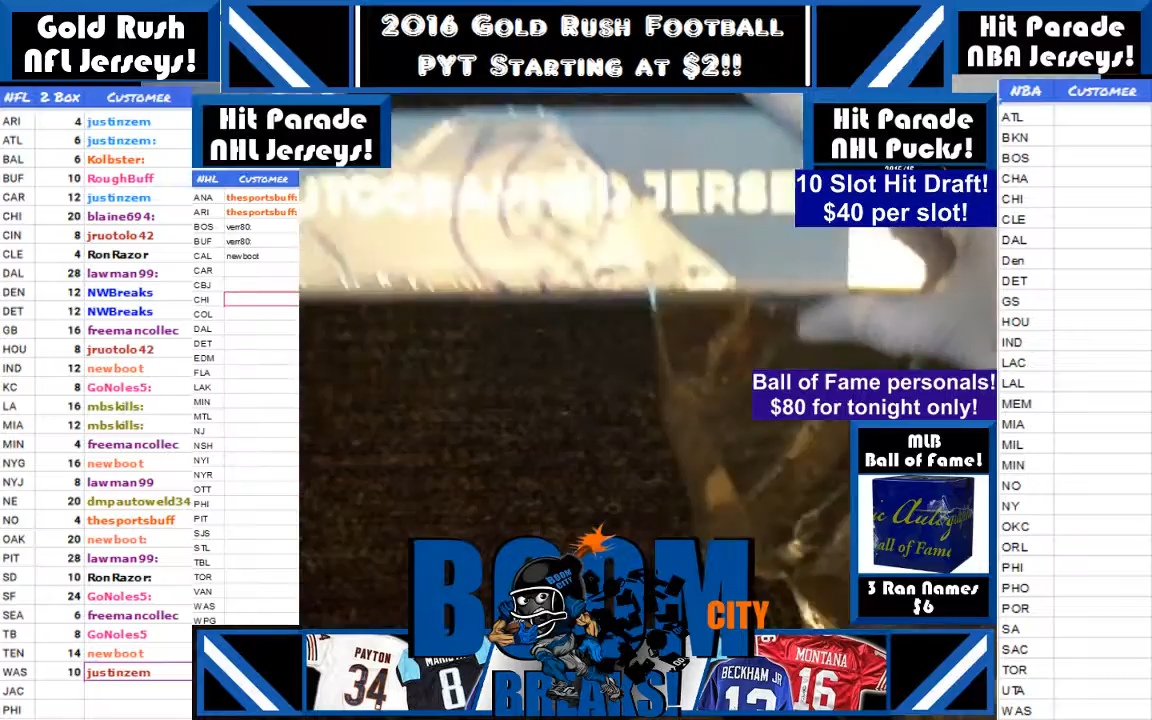 Gold Rush
NFL Jerseys!
2016 Gold Rush Football
PYT Starting at $2!!
Hit Parade
NBA Jerseys!
NFL 2 Box Customer
ARI 4 justinzem
ATL 6 justinzem:
BAL 6 Kolbster:
BUF 10 RoughBuff
CAR 12 justinzem
CHI 20 blaine694:
CIN 8 jruotolo42
CLE 4 RonRazor
DAL 28 lawman99:
DEN 12 NWBreaks
DET 12 NWBreaks
GB 16 freemancollec
HOU 8 jruotolo42
IND 12 newboot
KC 8 GoNoles5:
LA 16 mbskills:
MIA 12 mbskills:
MIN 4 freemancollec
NYG 16 newboot
NYJ 8 lawman99
NE 20 dmpautoweld34
NO 4 thesportsbuff
OAK 20 newboot:
PIT 28 lawman99:
SD 10 RonRazor:
SF 24 GoNoles5:
SEA 6 freemancollec
TB 8 GoNoles5
TEN 14 newboot
WAS 10 justinzem
JAC
PHI
Hit Parade
NHL Jerseys!
NHL Customer
ANA thesportsbuff:
ARI thesportsbuff:
BOS verr80:
BUF verr80:
CAL newboot
CAR
CBJ
CHI
COL
DAL
DET
EDM
FLA
LAK
MIN
MTL
NJ
NSH
NYI
NYR
OTT
PHI
PIT
SJS
STL
TBL
TOR
VAN
WAS
WPG
AUTOGRAPHED JERSE
Hit Parade
NHL Pucks!
10 Slot Hit Draft!
$40 per slot!
Ball of Fame personals!
$80 for tonight only!
MLB
Ball of Fame!
Autograph
Ball of Fame
3 Ran Names
$6
BOOM
BOOM CITY
CITY
BREAKS!
PAYTON
34
8
BECKHAM JR
13
MONTANA
16
NBA Customer
ATL
BKN
BOS
CHA
CHI
CLE
DAL
Den
DET
GS
HOU
IND
LAC
LAL
MEM
MIA
MIL
MIN
NO
NY
OKC
ORL
PHI
PHO
POR
SA
SAC
TOR
UTA
WAS